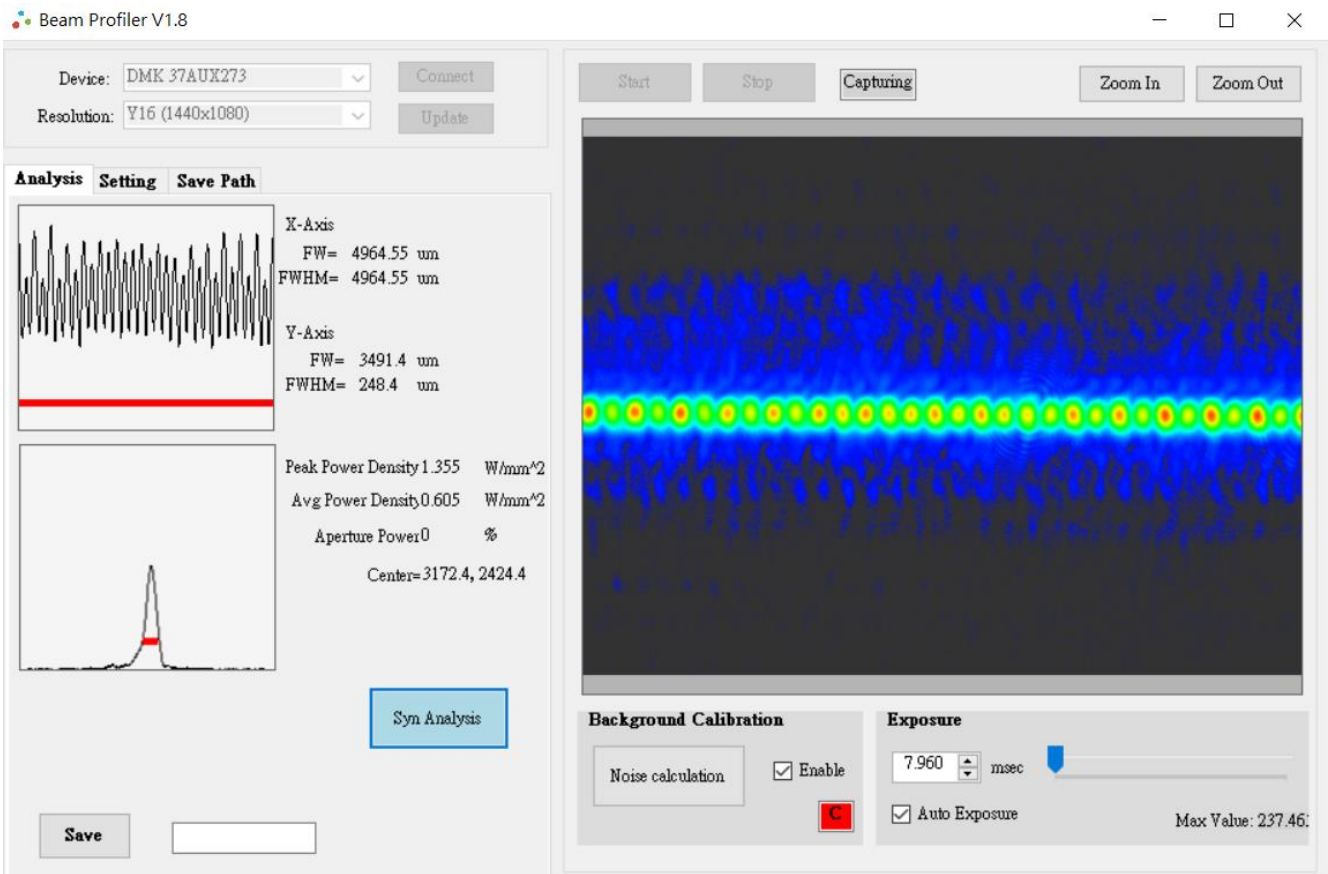 Beam Profiler V1.8
Device: DMK 37AUX273 Connect
Resolution: Y16 (1440x1080) Update
Analysis Setting Save Path
X-Axis
FW= 4964.55 um
FWHM= 4964.55 um
Y-Axis
FW= 3491.4 um
FWHM= 248.4 um
Peak Power Density 1.355 W/mm^2
Avg Power Density 0.605 W/mm^2
Aperture Power 0 %
Center= 3172.4, 2424.4
Syn Analysis
Save
Start Stop Capturing Zoom In Zoom Out
Background Calibration
Noise calculation Enable
C
Exposure
7.960 msec
Auto Exposure
Max Value: 237.46